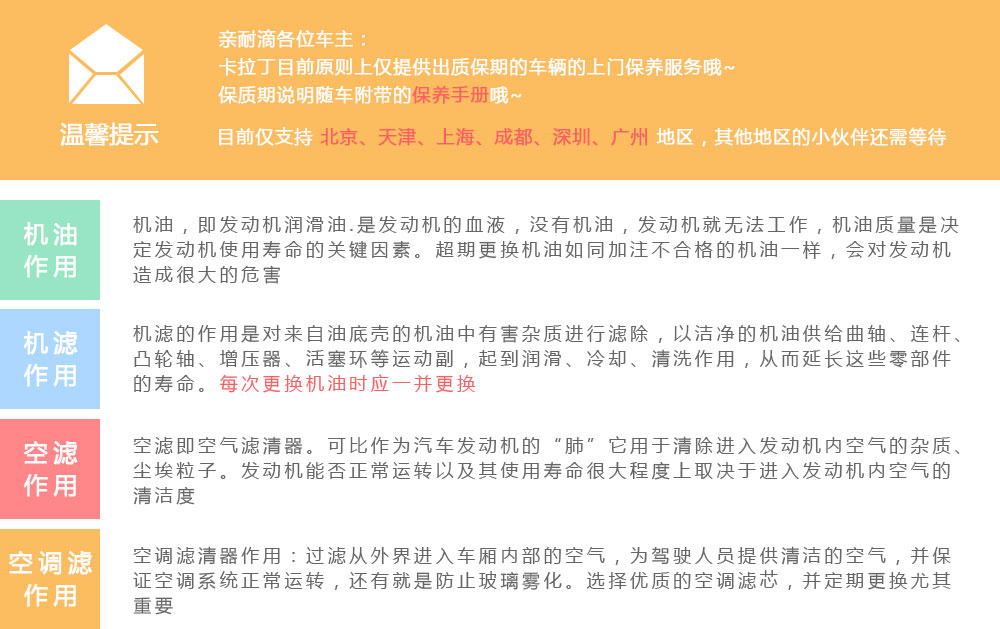 亲耐滴各位车主：
卡拉丁目前原则上仅提供出质保期的车辆的上门保养服务哦~
保质期说明随车附带的保养手册哦~
温馨提示
目前仅支持 北京、天津、上海、成都、深圳、广州 地区，其他地区的小伙伴还需等待
机油
作用
机油，即发动机润滑油.是发动机的血液，没有机油，发动机就无法工作，机油质量是决
定发动机使用寿命的关键因素。超期更换机油如同加注不合格的机油一样，会对发动机
造成很大的危害
机滤
作用
机滤的作用是对来自油底壳的机油中有害杂质进行滤除，以洁净的机油供给曲轴、连杆、
凸轮轴、增压器、活塞环等运动副，起到润滑、冷却、清洗作用，从而延长这些零部件
的寿命。每次更换机油时应一并更换
空滤
作用
空滤即空气滤清器。可比作为汽车发动机的“肺”它用于清除进入发动机内空气的杂质、
尘埃粒子。发动机能否正常运转以及其使用寿命很大程度上取决于进入发动机内空气的
清洁度
空调滤
作用
空调滤清器作用：过滤从外界进入车厢内部的空气，为驾驶人员提供清洁的空气，并保
证空调系统正常运转，还有就是防止玻璃雾化。选择优质的空调滤芯，并定期更换尤其
重要